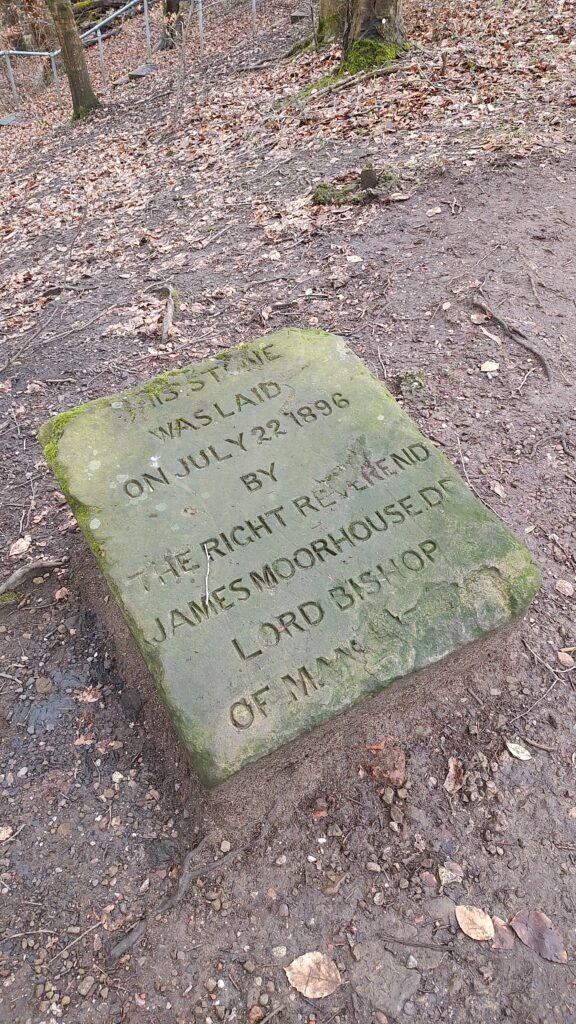 THIS STONE
WAS LAID
ON JULY 22 1896
BY
THE RIGHT REVEREND
JAMES MOORHOUSE. DD
LORD BISHOP
OF MAN